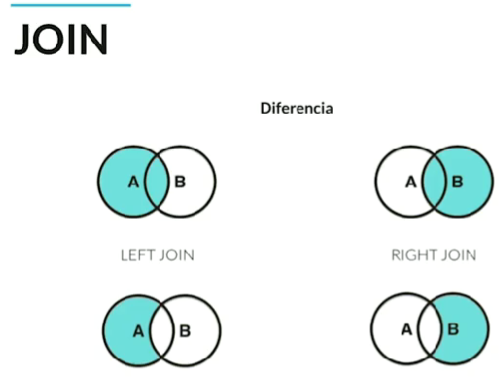 JOIN
Diferencia
A B A B
LEFT JOIN RIGHT JOIN
A B A B